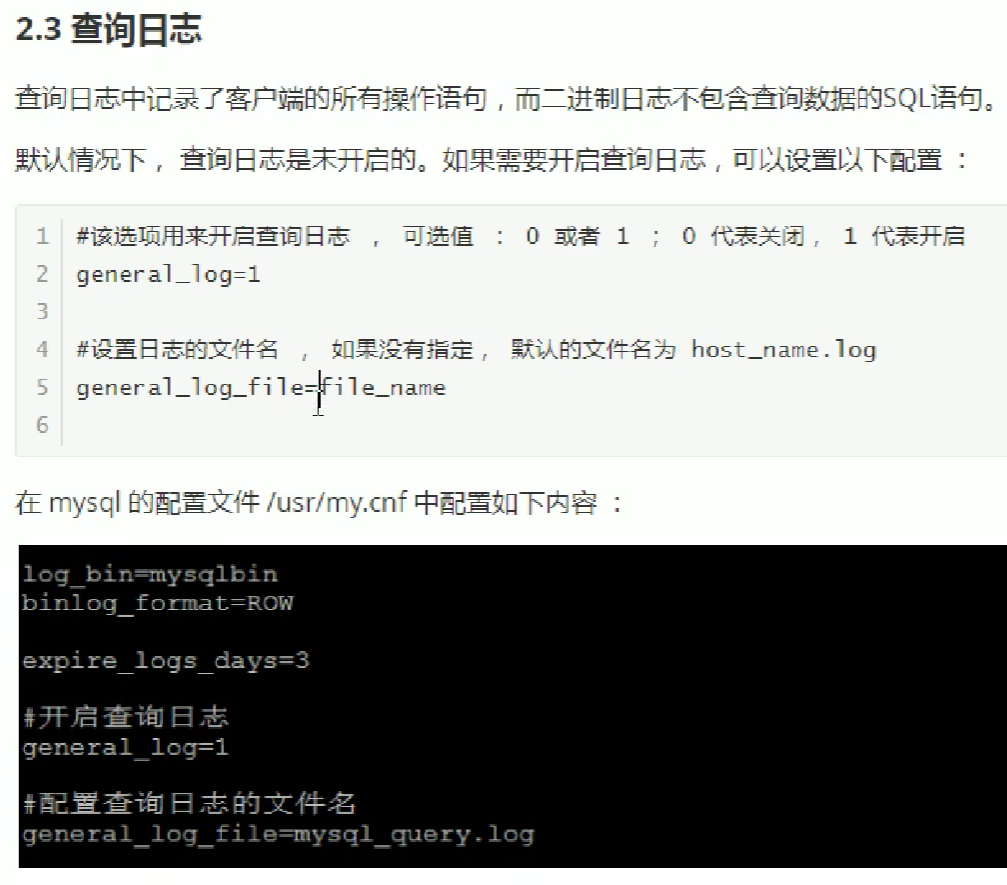 2.3 查询日志
查询日志中记录了客户端的所有操作语句，而二进制日志不包含查询数据的SQL语句。
默认情况下， 查询日志是未开启的。如果需要开启查询日志，可以设置以下配置 ：
1 #该选项用来开启查询日志 ， 可选值 ： 0 或者 1 ； 0 代表关闭， 1 代表开启
2 general_log=1
3
4 #设置日志的文件名 ， 如果没有指定， 默认的文件名为 host_name.log
5 general_log_file=file_name
6
在 mysql 的配置文件 /usr/my.cnf 中配置如下内容 ：
log_bin=mysqlbin
binlog_format=ROW
expire_logs_days=3
#开启查询日志
general_log=1
#配置查询日志的文件名
general_log_file=mysql_query.log